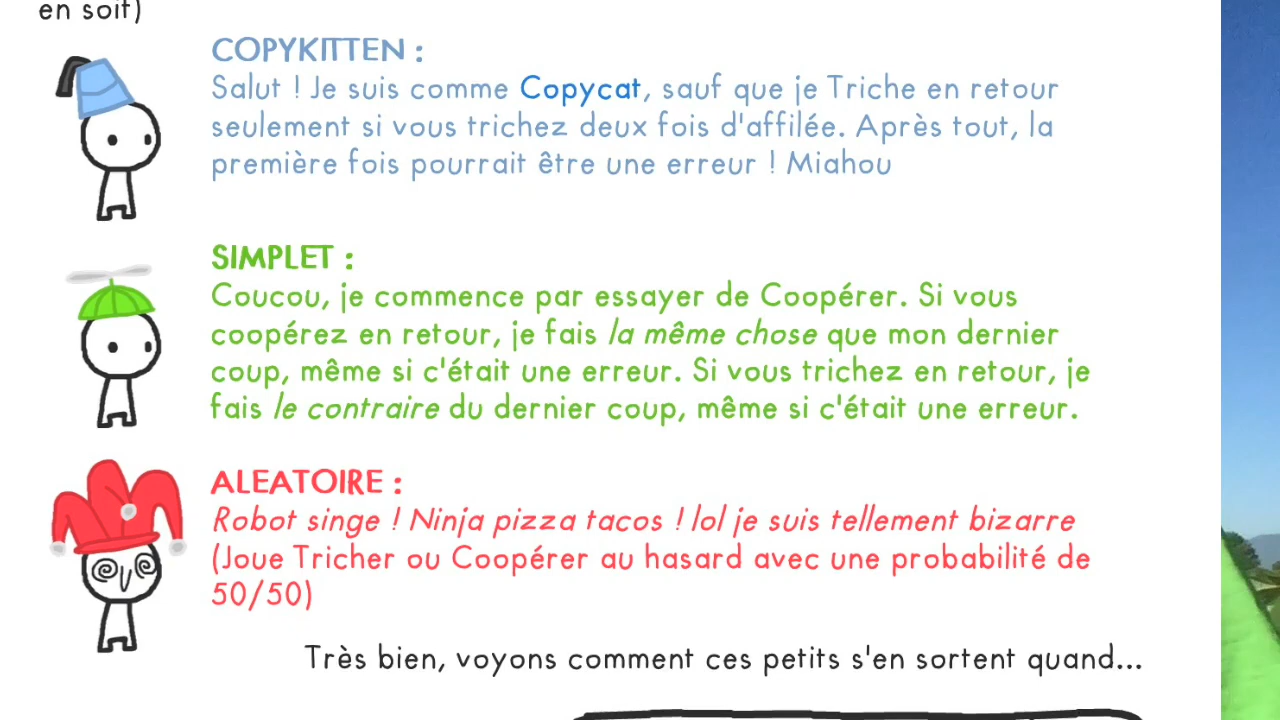 en soit)
COPYKITTEN :
Salut ! Je suis comme Copycat, sauf que je Triche en retour
seulement si vous trichez deux fois d'affilée. Après tout, la
première fois pourrait être une erreur ! Miahou
SIMPLET :
Coucou, je commence par essayer de Coopérer. Si vous
coopérez en retour, je fais la même chose que mon dernier
coup, même si c'était une erreur. Si vous trichez en retour, je
fais le contraire du dernier coup, même si c'était une erreur.
ALEATOIRE :
Robot singe ! Ninja pizza tacos ! lol je suis tellement bizarre
(Joue Tricher ou Coopérer au hasard avec une probabilité de
50/50)
Très bien, voyons comment ces petits s'en sortent quand...